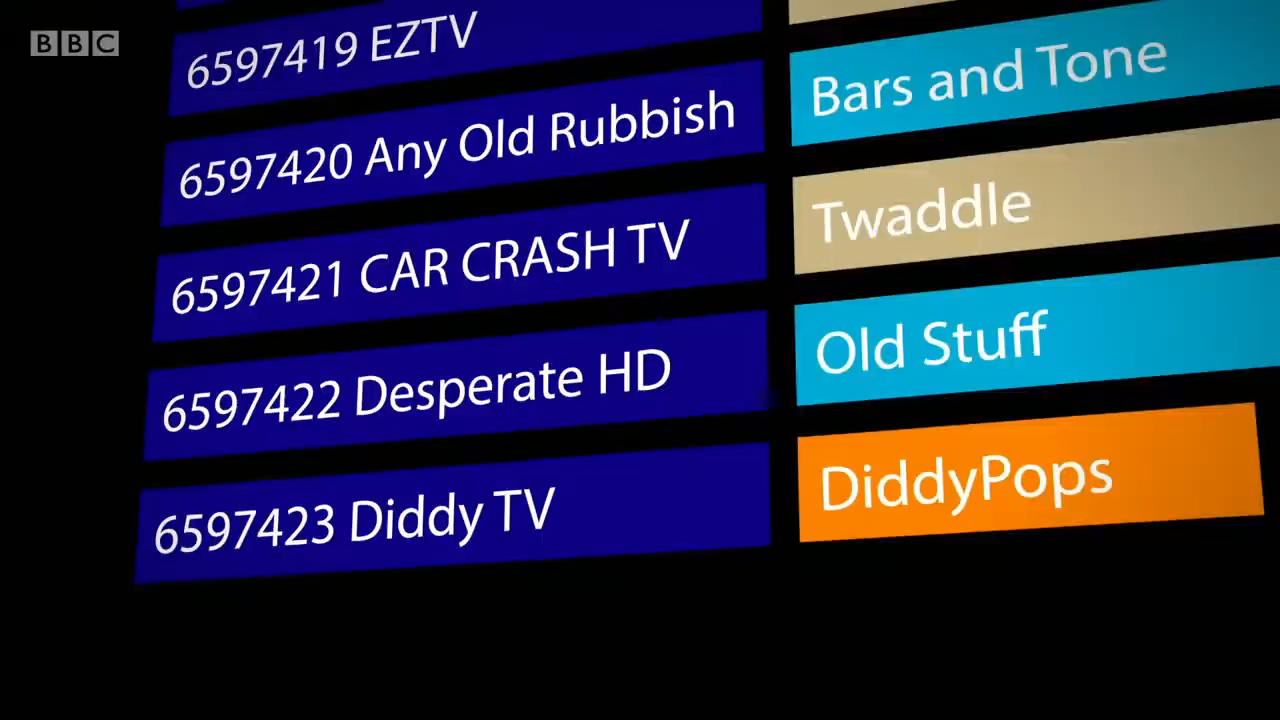 BBC
6597419 EZTV
6597420 Any Old Rubbish
Bars and Tone
6597421 CAR CRASH TV
Twaddle
6597422 Desperate HD
Old Stuff
6597423 Diddy TV
DiddyPops